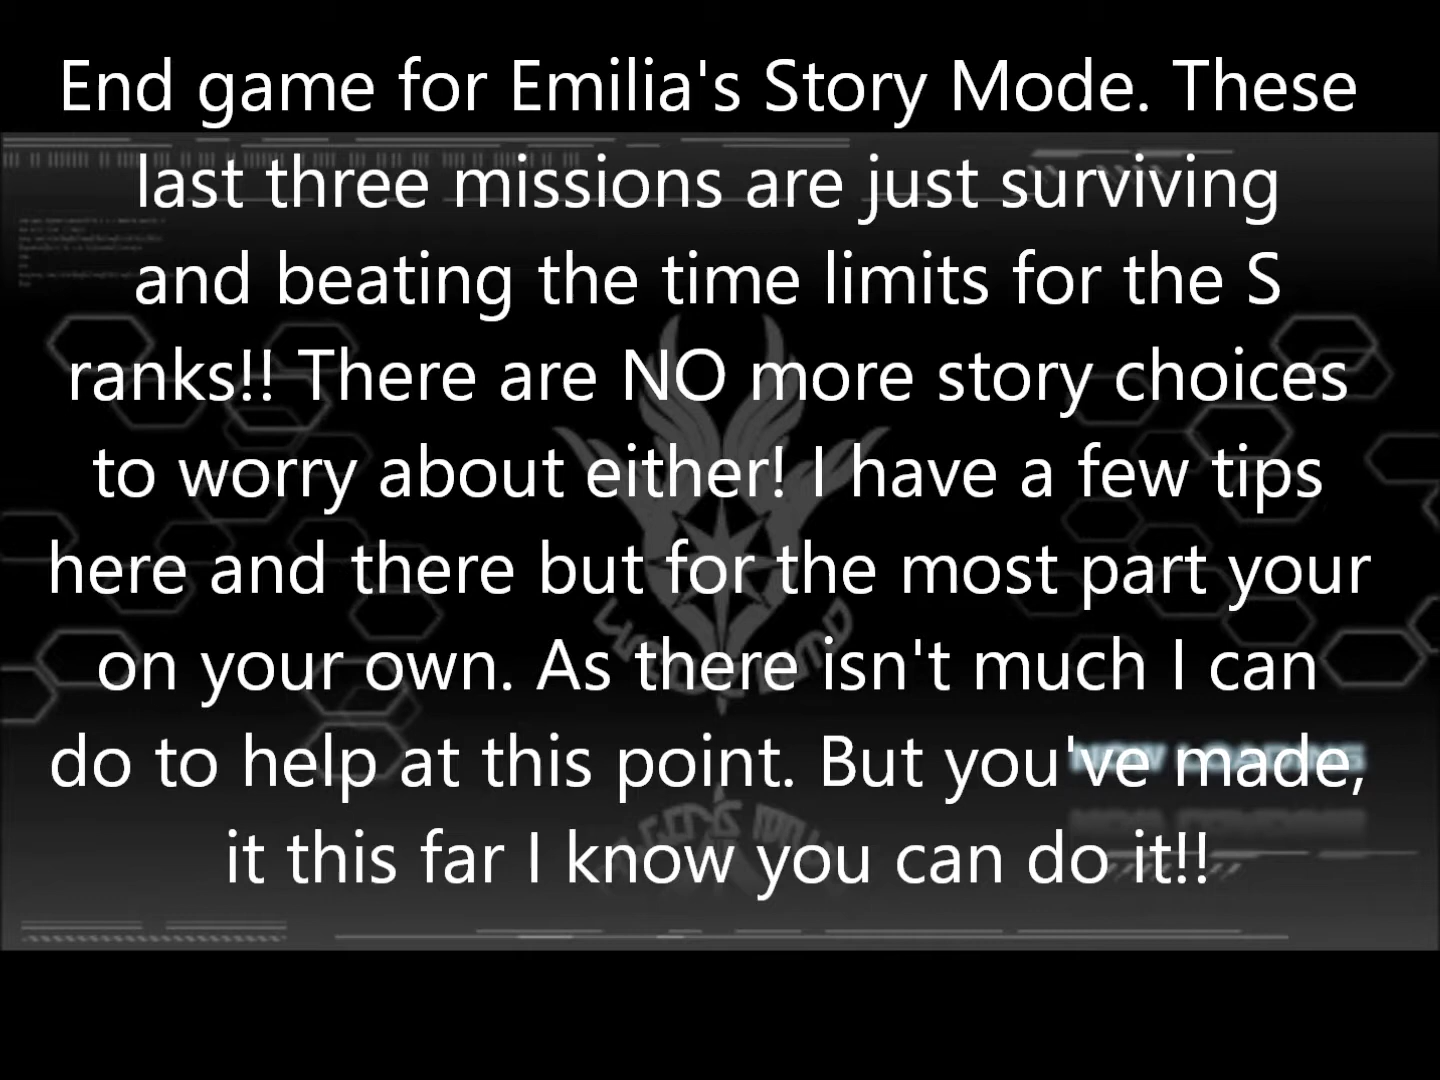 End game for Emilia's Story Mode. These
last three missions are just surviving
and beating the time limits for the S
ranks!! There are NO more story choices
to worry about either! I have a few tips
here and there but for the most part your
on your own. As there isn't much I can
do to help at this point. But you've made,
it this far I know you can do it!!
NOW LOADING